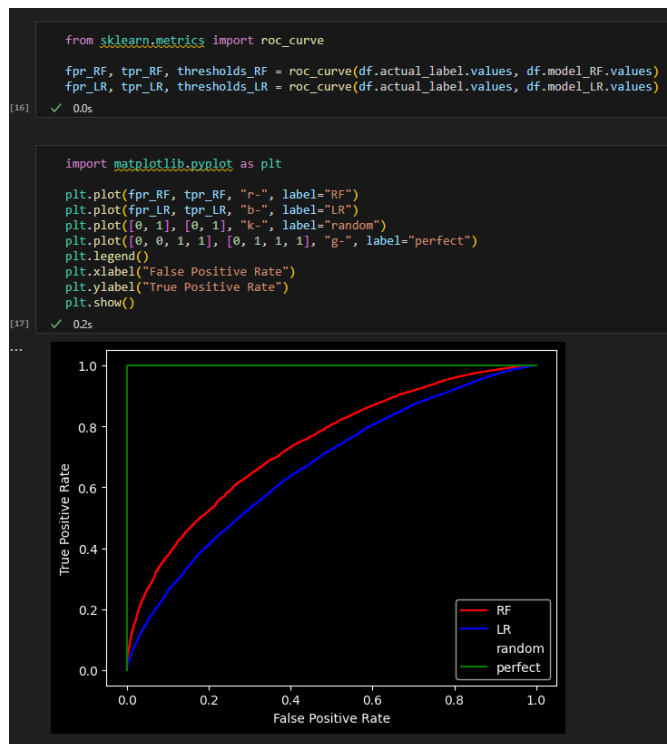 from sklearn.metrics import roc_curve
fpr_RF, tpr_RF, thresholds_RF = roc_curve(df.actual_label.values, df.model_RF.values)
fpr_LR, tpr_LR, thresholds_LR = roc_curve(df.actual_label.values, df.model_LR.values)
[16] ✓ 0.0s
import matplotlib.pyplot as plt
plt.plot(fpr_RF, tpr_RF, "r-", label="RF")
plt.plot(fpr_LR, tpr_LR, "b-", label="LR")
plt.plot([0, 1], [0, 1], "k-", label="random")
plt.plot([0, 0, 1, 1], [0, 1, 1, 1], "g-", label="perfect")
plt.legend()
plt.xlabel("False Positive Rate")
plt.ylabel("True Positive Rate")
plt.show()
[17] ✓ 0.2s
...
1.0
0.8
0.6
0.4
0.2
0.0
True Positive Rate
RF
LR
random
perfect
0.0 0.2 0.4 0.6 0.8 1.0
False Positive Rate